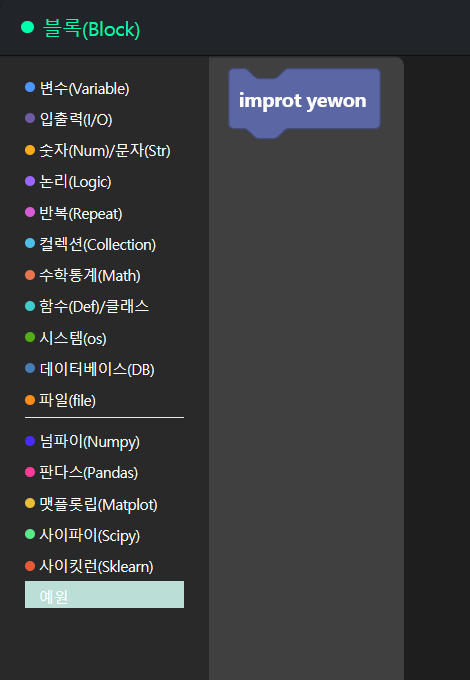 블록(Block)
변수(Variable)
입출력(I/O)
숫자(Num)/문자(Str)
논리(Logic)
반복(Repeat)
컬렉션(Collection)
수학통계(Math)
함수(Def)/클래스
시스템(os)
데이터베이스(DB)
파일(file)
넘파이(Numpy)
판다스(Pandas)
맷플롯립(Matplot)
사이파이(Scipy)
사이킷런(Sklearn)
예원
improt yewon